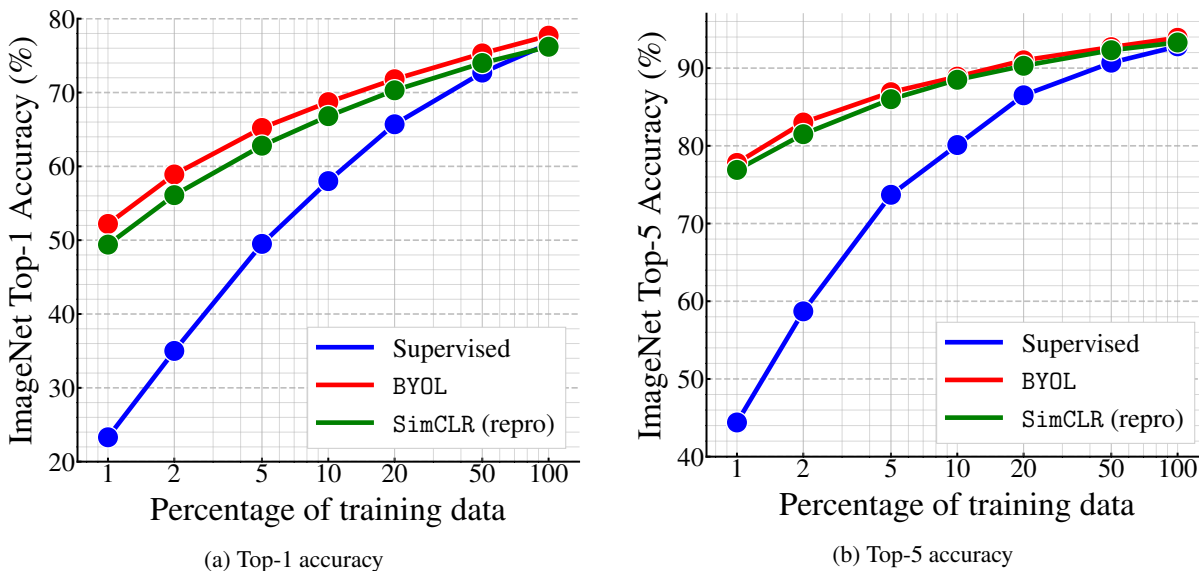 ImageNet Top-1 Accuracy (%)
80
70
60
50
40
30
20
1 2 5 10 20 50 100
Supervised
BYOL
SimCLR (repro)
Percentage of training data
(a) Top-1 accuracy
ImageNet Top-5 Accuracy (%)
90
80
70
60
50
40
1 2 5 10 20 50 100
Supervised
BYOL
SimCLR (repro)
Percentage of training data
(b) Top-5 accuracy